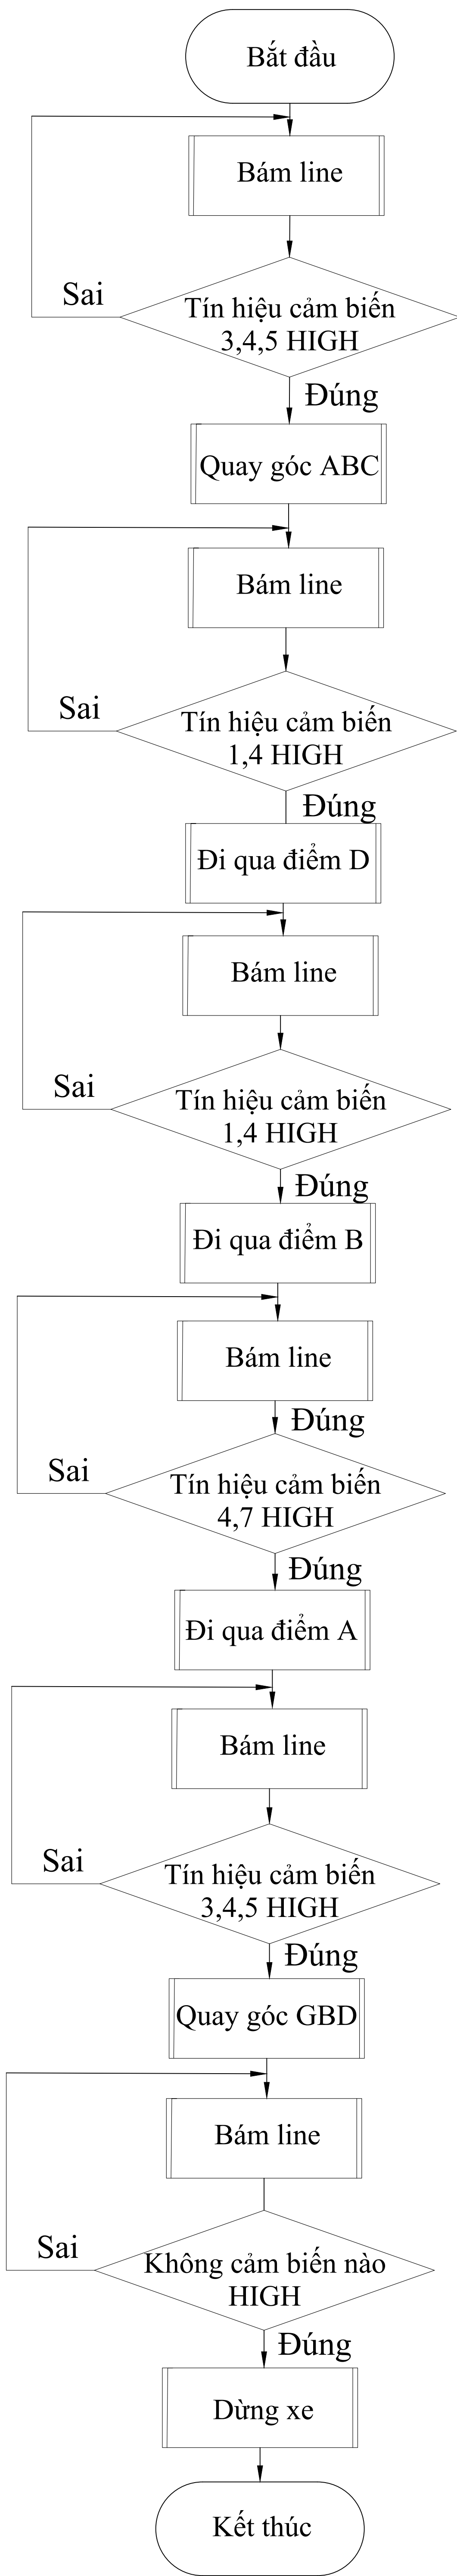 Bắt đầu
Bám line
Sai
Tín hiệu cảm biến
3,4,5 HIGH
Đúng
Quay góc ABC
Bám line
Sai
Tín hiệu cảm biến
1,4 HIGH
Đúng
Đi qua điểm D
Bám line
Sai
Tín hiệu cảm biến
1,4 HIGH
Đúng
Đi qua điểm B
Bám line
Đúng
Sai
Tín hiệu cảm biến
4,7 HIGH
Đúng
Đi qua điểm A
Bám line
Sai
Tín hiệu cảm biến
3,4,5 HIGH
Đúng
Quay góc GBD
Bám line
Sai
Không cảm biến nào
HIGH
Đúng
Dừng xe
Kết thúc